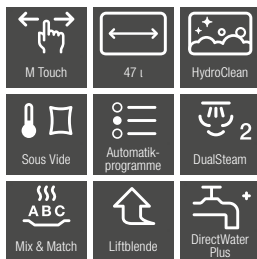 M Touch
47 l
HydroClean
Sous Vide
Automatik-
programme
2
DualSteam
ABC
Mix & Match
Liftblende
DirectWater
Plus